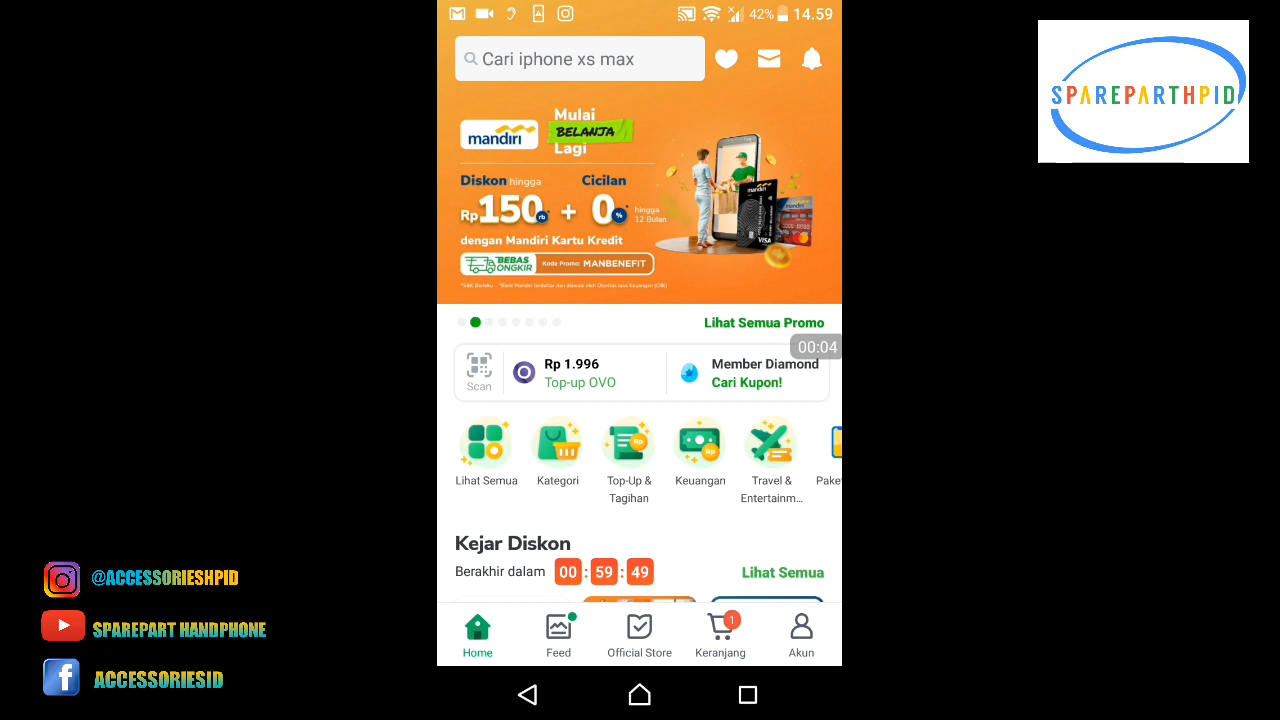 42% 14.59
Cari iphone xs max
SPAREPARTHPID
mandiri
Mulai
BELANJA
Lagi
Diskon hingga
Rp150rb* + Cicilan 0%* hingga 12 Bulan
dengan Mandiri Kartu Kredit
BEBAS ONGKIR
Kode Promo: MANBENEFIT
mandiri
VISA
Lihat Semua Promo
00:04
Scan
Rp 1.996
Top-up OVO
Member Diamond
Cari Kupon!
Lihat Semua
Kategori
Top-Up & Tagihan
Keuangan
Travel & Entertainm...
Pake
Kejar Diskon
Berakhir dalam 00 : 59 : 49
Lihat Semua
@ACCESSORIESHPID
SPAREPART HANDPHONE
ACCESSORIESID
1
Home
Feed
Official Store
Keranjang
Akun